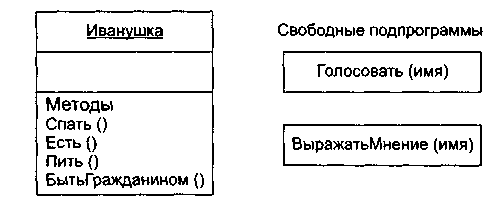 Иванушка
Методы
Спать ()
Есть ()
Пить ()
БытьГражданином ()
Свободные подпрограммы
Голосовать (имя)
ВыражатьМнение (имя)